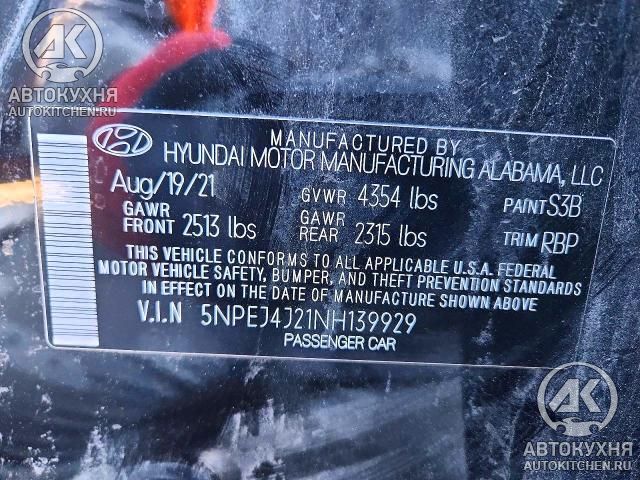 АК
АВТОКУХНЯ
AUTOKITCHEN.RU
MANUFACTURED BY
HYUNDAI MOTOR MANUFACTURING ALABAMA, LLC
Aug/19/21 GVWR 4354 lbs PAINT S3B
GAWR FRONT 2513 lbs GAWR REAR 2315 lbs TRIM RBP
THIS VEHICLE CONFORMS TO ALL APPLICABLE U.S.A. FEDERAL
MOTOR VEHICLE SAFETY, BUMPER, AND THEFT PREVENTION STANDARDS
IN EFFECT ON THE DATE OF MANUFACTURE SHOWN ABOVE.
V.I.N 5NPEJ4J21NH139929
PASSENGER CAR
АК
АВТОКУХНЯ
AUTOKITCHEN.RU